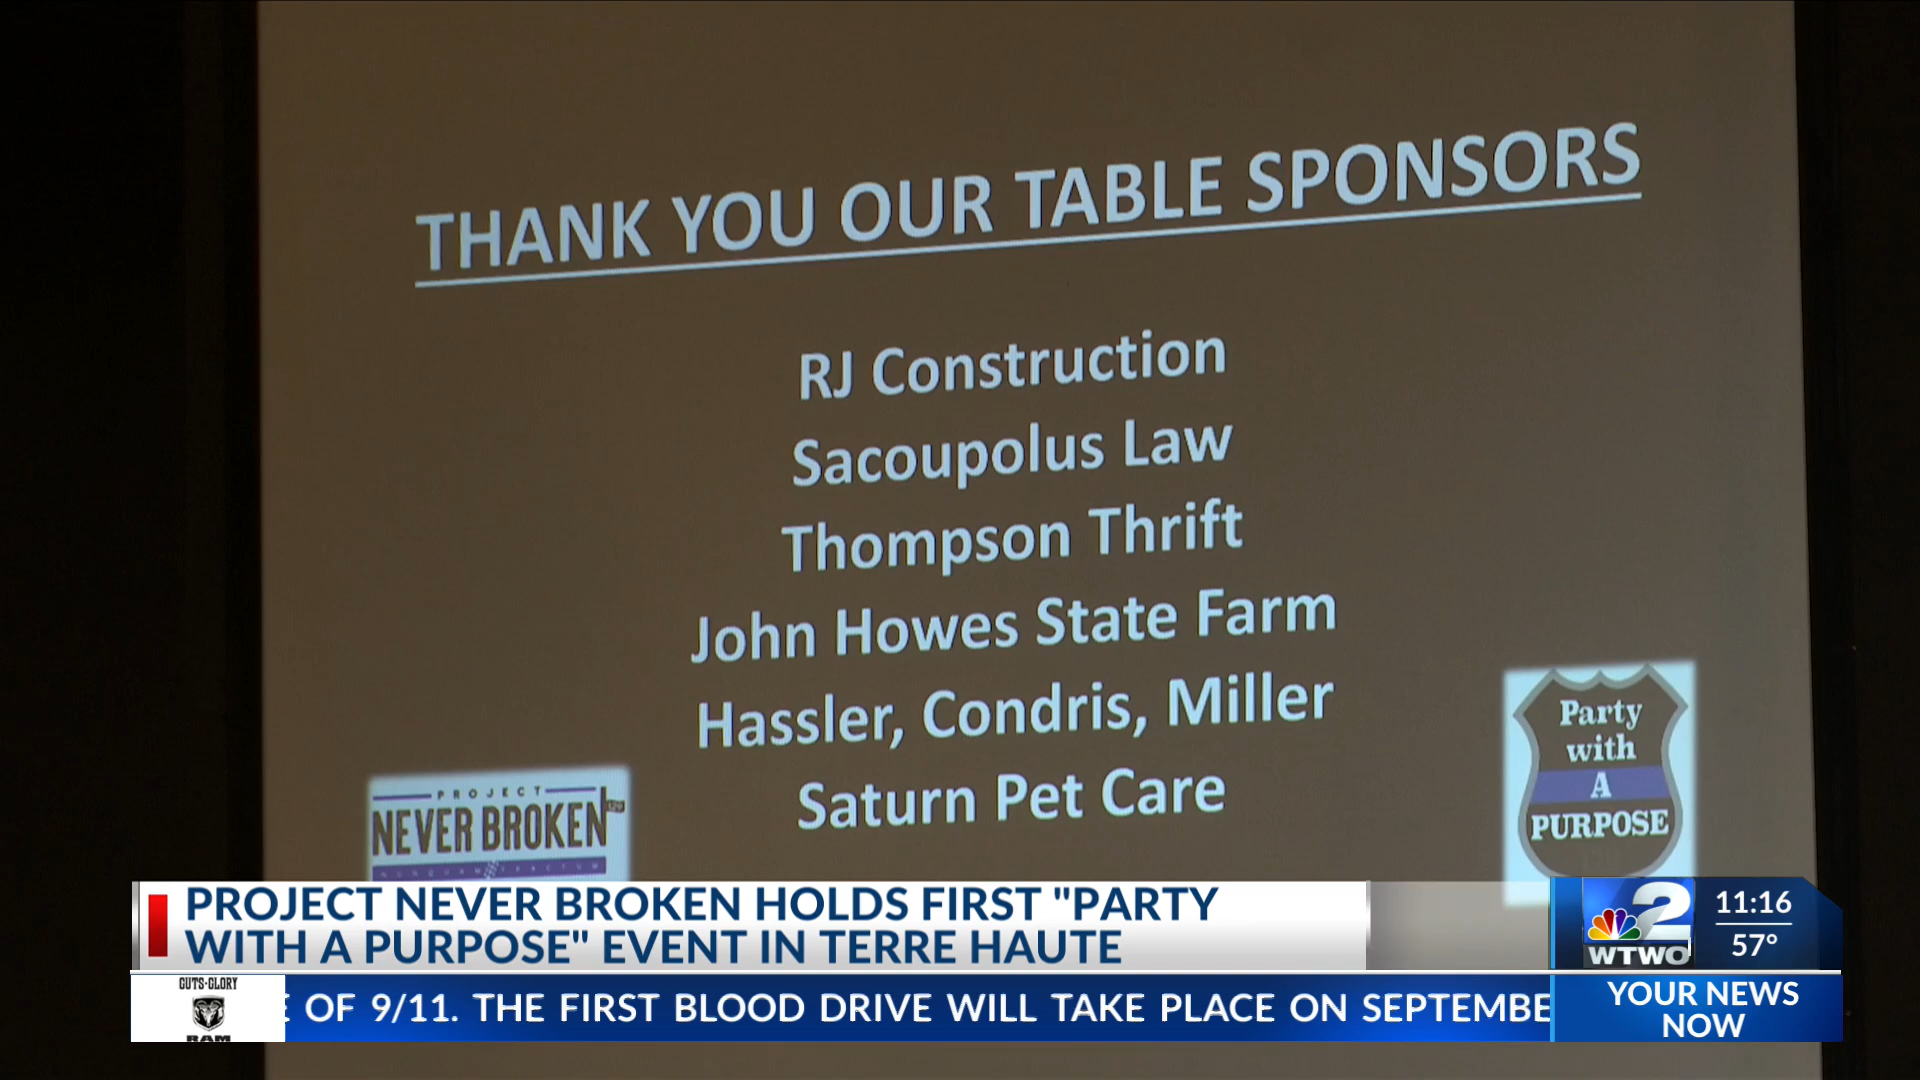 THANK YOU OUR TABLE SPONSORS
RJ Construction
Sacoupolus Law
Thompson Thrift
John Howes State Farm
Hassler, Condris, Miller
Saturn Pet Care
PROJECT
NEVER BROKEN
Party
with
A
PURPOSE
PROJECT NEVER BROKEN HOLDS FIRST "PARTY
WITH A PURPOSE" EVENT IN TERRE HAUTE
2
WTWO
11:16
57°
GUTS·GLORY
RAM
OF 9/11. THE FIRST BLOOD DRIVE WILL TAKE PLACE ON SEPTEMBE
YOUR NEWS
NOW